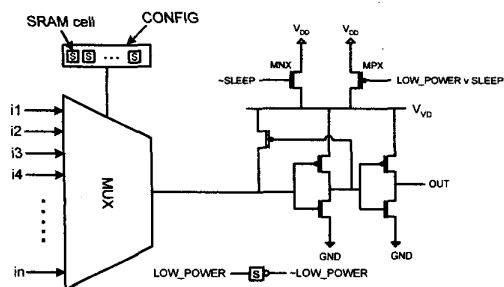 SRAM cell
CONFIG
S S ... S
V_DD V_DD
MNX MPX
~SLEEP
LOW_POWER v SLEEP
V_VD
i1
i2
i3
i4
in
MUX
OUT
GND
GND
LOW_POWER S ~LOW_POWER